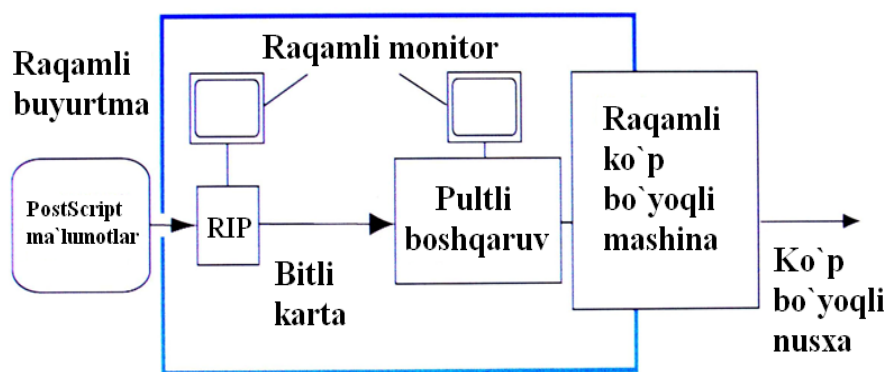 Raqamli
buyurtma
Raqamli monitor
PostScript
ma`lumotlar
RIP
Bitli
karta
Pultli
boshqaruv
Raqamli
ko`p
bo`yoqli
mashina
Ko`p
bo`yoqli
nusxa